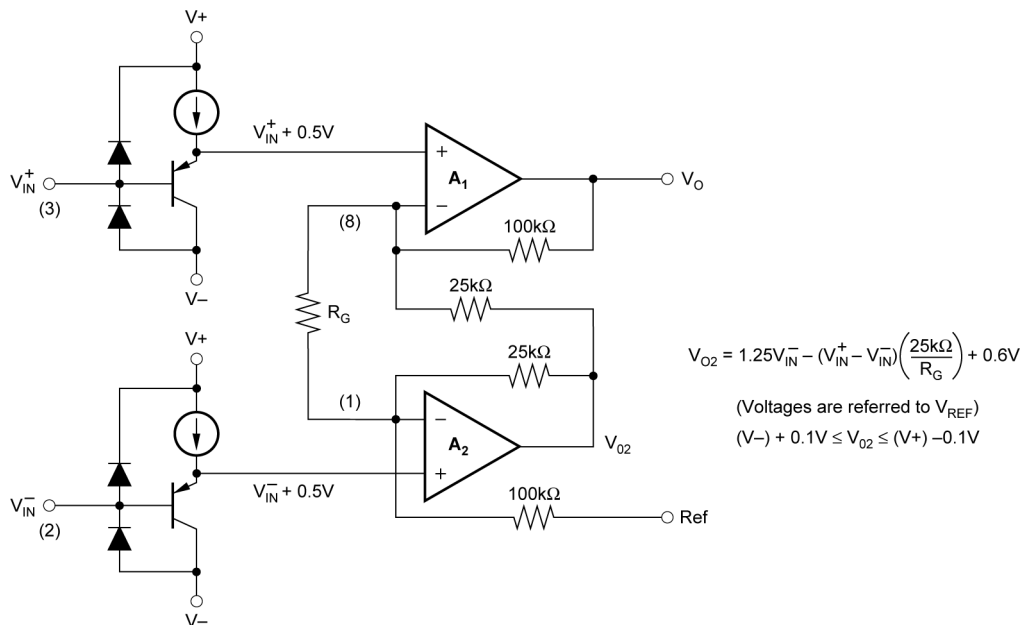 V+
V+IN + 0.5V
V+IN
(3)
A1
+
–
VO
(8)
100kΩ
V–
25kΩ
RG
V+
25kΩ
VO2 = 1.25V–IN – (V+IN – V–IN)(25kΩ/RG) + 0.6V
(Voltages are referred to VREF)
(V–) + 0.1V ≤ V02 ≤ (V+) –0.1V
(1)
–
A2
+
V02
V–IN
(2)
V–IN + 0.5V
100kΩ
Ref
V–